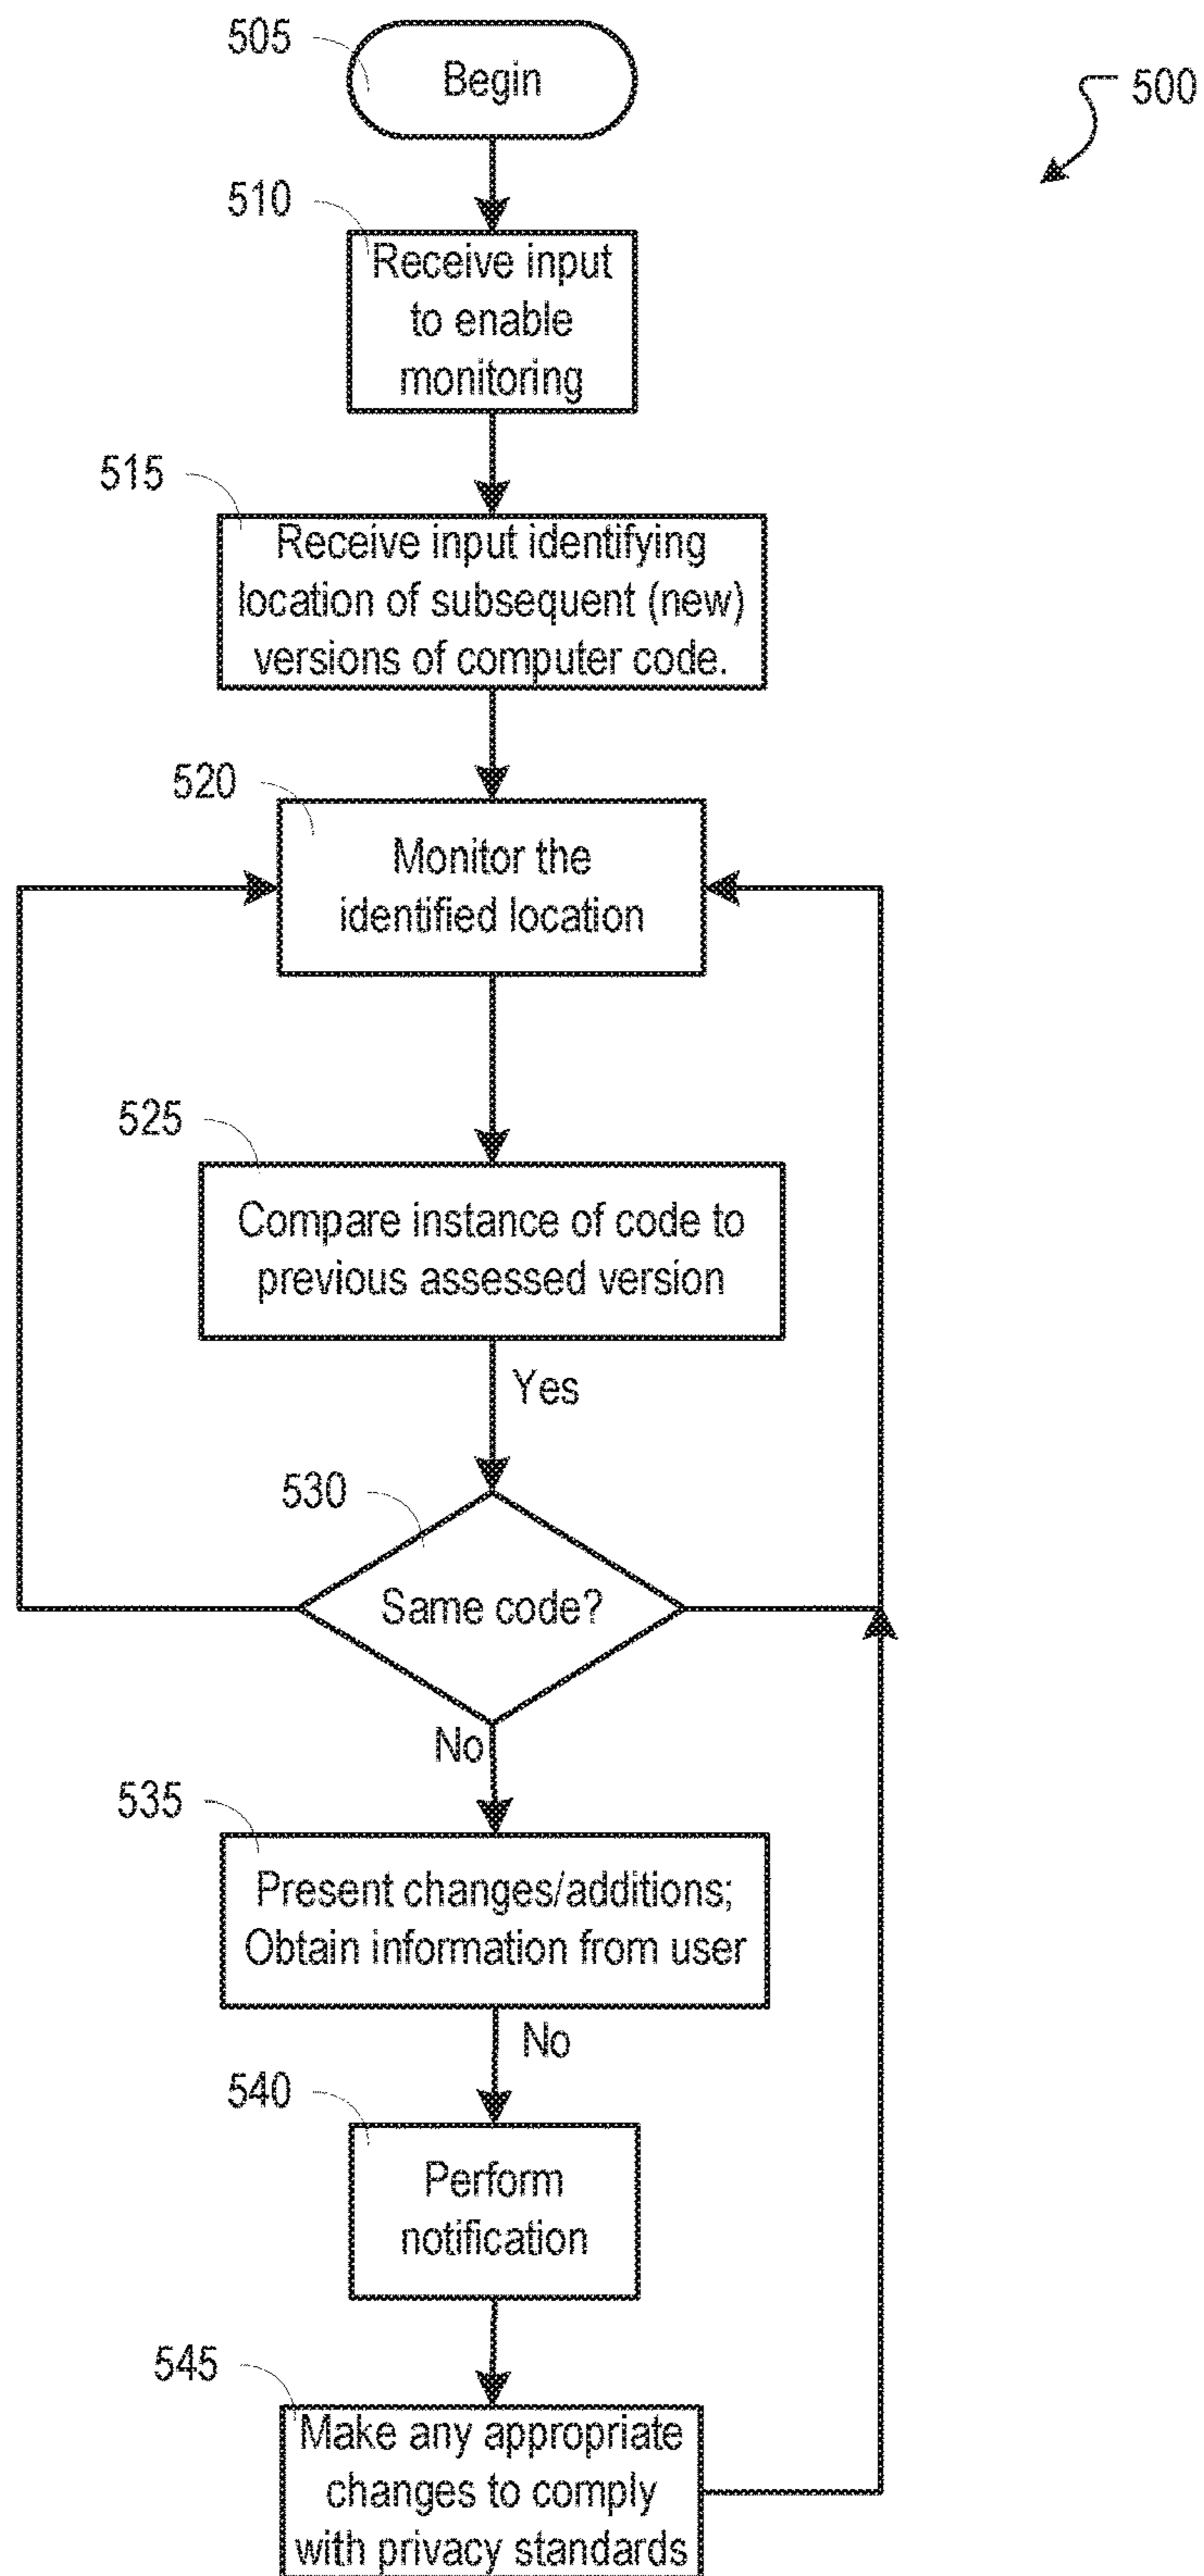 505
Begin
500
510
Receive input
to enable
monitoring
515
Receive input identifying
location of subsequent (new)
versions of computer code.
520
Monitor the
identified location
525
Compare instance of code to
previous assessed version
Yes
530
Same code?
No
535
Present changes/additions;
Obtain information from user
No
540
Perform
notification
545
Make any appropriate
changes to comply
with privacy standards